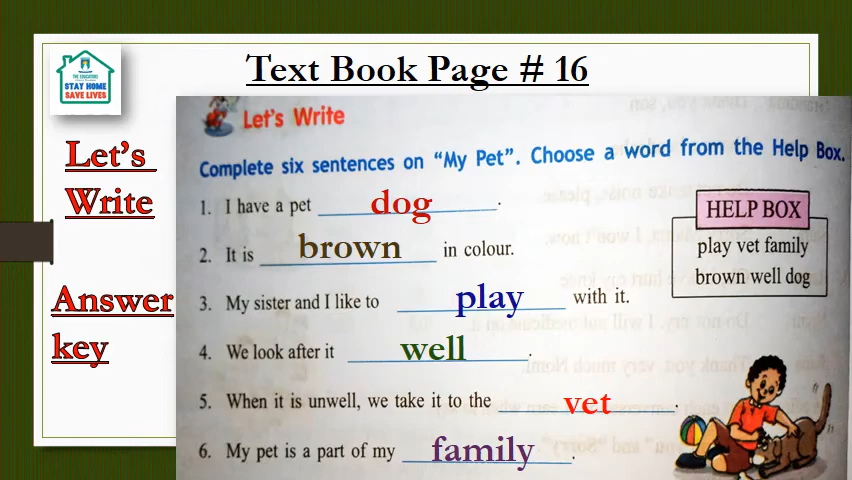 Text Book Page # 16
THE EDUCATORS
STAY HOME
SAVE LIVES
Let's
Write
Answer
key
Let's Write
Complete six sentences on “My Pet”. Choose a word from the Help Box.
1. I have a pet dog.
2. It is brown in colour.
3. My sister and I like to play with it.
4. We look after it well.
5. When it is unwell, we take it to the vet.
6. My pet is a part of my family.
HELP BOX
play vet family
brown well dog